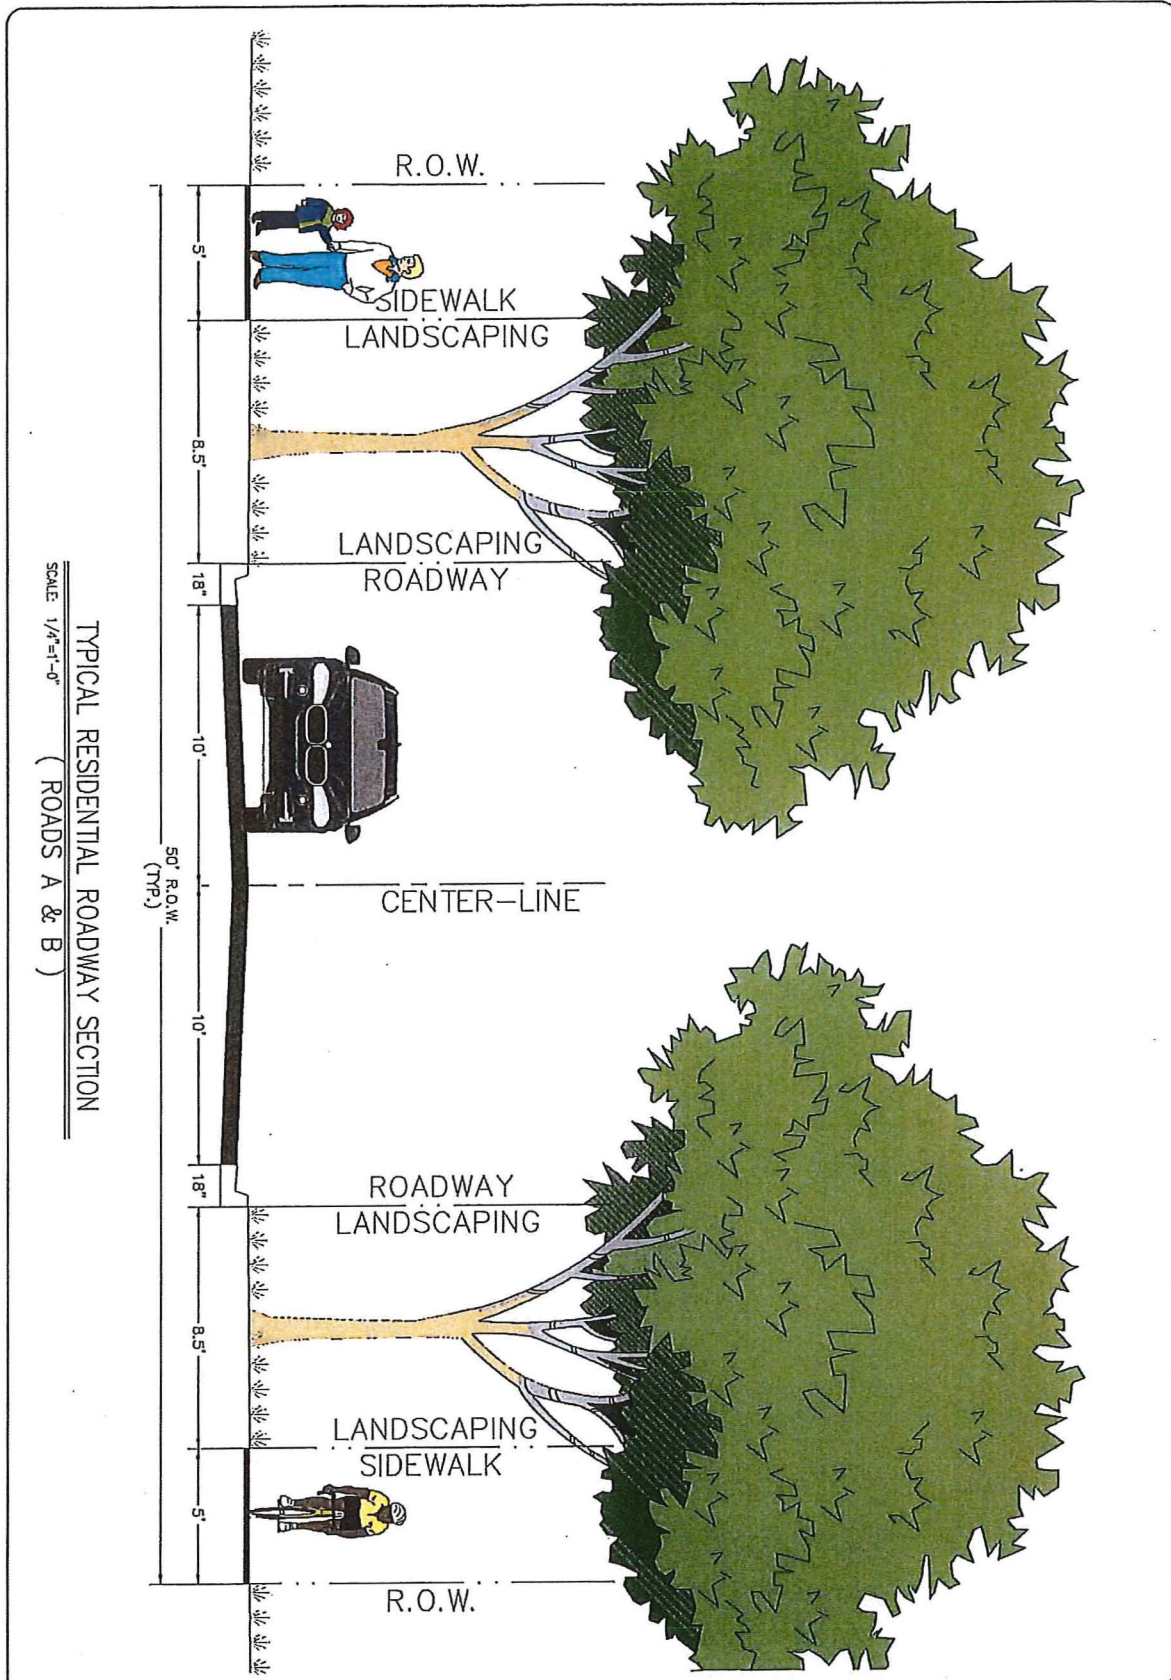 R.O.W.
SIDEWALK
LANDSCAPING
LANDSCAPING
ROADWAY
CENTER-LINE
ROADWAY
LANDSCAPING
LANDSCAPING
SIDEWALK
R.O.W.
5'
8.5'
18"
10'
10'
18"
8.5'
5'
50' R.O.W.
(TYP.)
TYPICAL RESIDENTIAL ROADWAY SECTION
SCALE: 1/4"=1'-0"
( ROADS A & B )